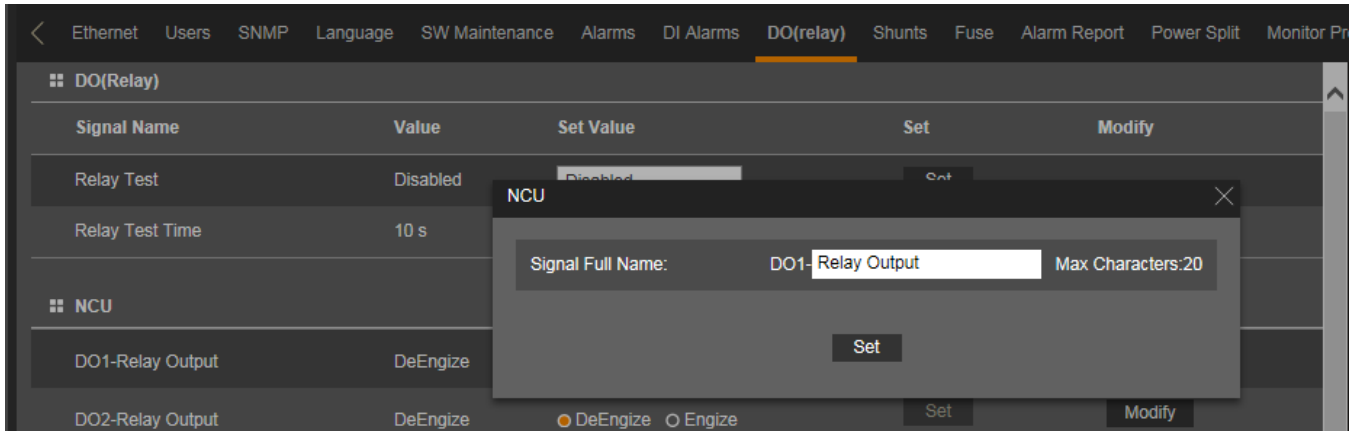 Ethernet Users SNMP Language SW Maintenance Alarms DI Alarms DO(relay) Shunts Fuse Alarm Report Power Split Monitor
DO(Relay)
Signal Name Value Set Value Set Modify
Relay Test Disabled Disabled Set
NCU
Relay Test Time 10 s
Signal Full Name: DO1- Relay Output Max Characters:20
NCU
Set
DO1-Relay Output DeEngize
DO2-Relay Output DeEngize DeEngize Engize Set Modify